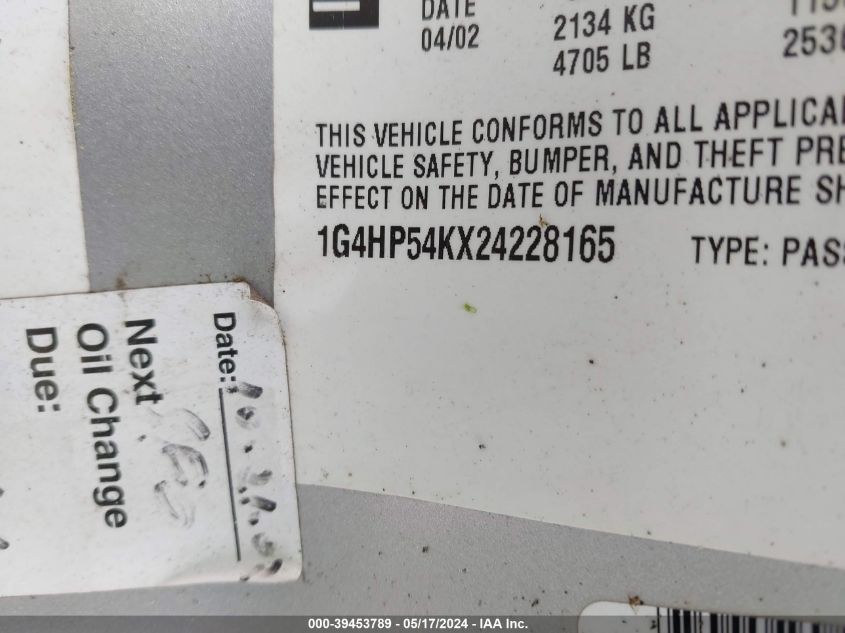 DATE
04/02
2134 KG
4705 LB
THIS VEHICLE CONFORMS TO ALL APPLICA
VEHICLE SAFETY, BUMPER, AND THEFT PRE
EFFECT ON THE DATE OF MANUFACTURE SH
1G4HP54KX24228165 TYPE: PASS
Next
Oil Change
Due:
Date:
000-39453789 - 05/17/2024 - IAA Inc.